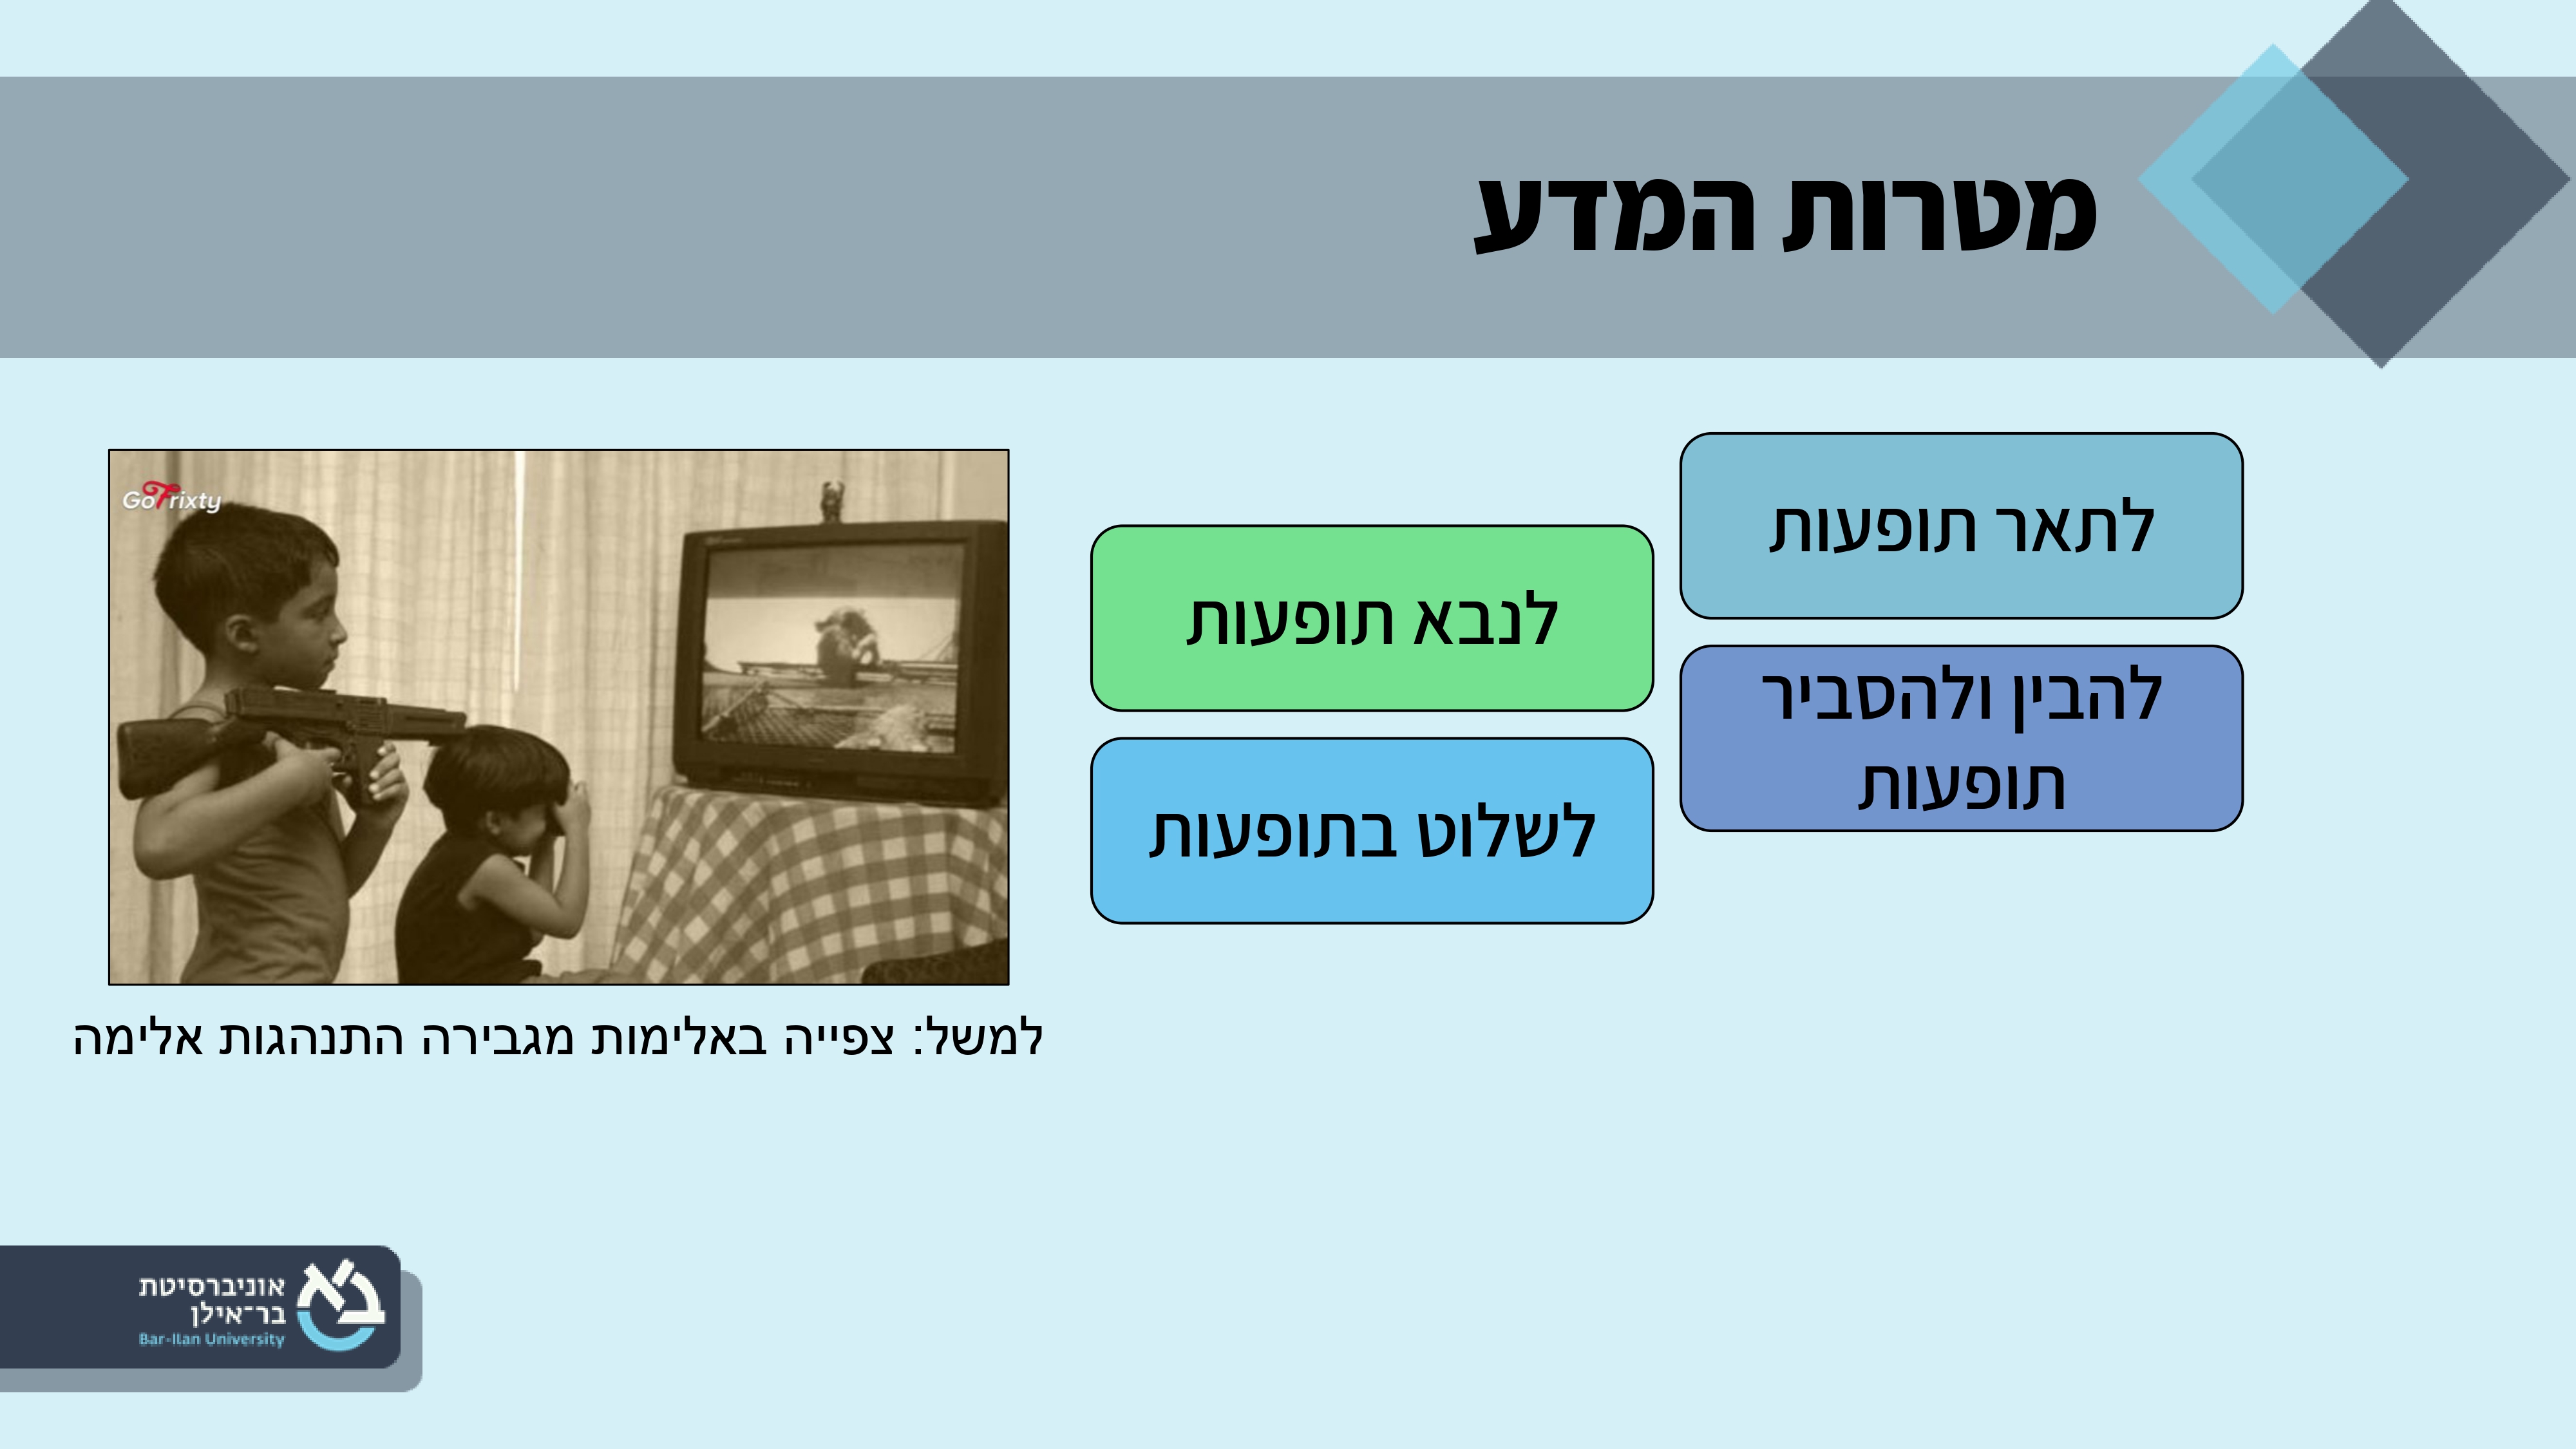 מטרות המדע
לתאר תופעות
להבין ולהסביר
תופעות
לנבא תופעות
לשלוט בתופעות
GoFrixty
למשל: צפייה באלימות מגבירה התנהגות אלימה
בא
אוניברסיטת
בר־אילן
Bar-Ilan University